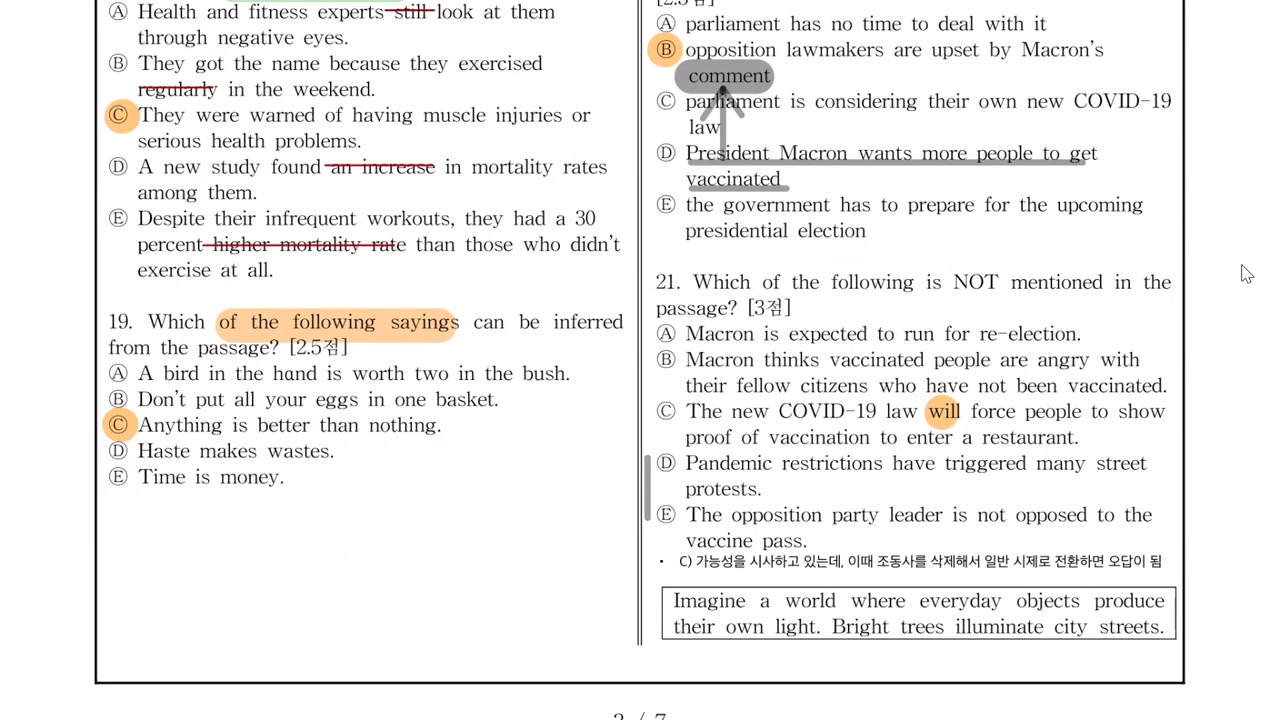 Ⓐ Health and fitness experts still look at them
through negative eyes.
Ⓑ They got the name because they exercised
regularly in the weekend.
Ⓒ They were warned of having muscle injuries or
serious health problems.
Ⓓ A new study found an increase in mortality rates
among them.
Ⓔ Despite their infrequent workouts, they had a 30
percent higher mortality rate than those who didn't
exercise at all.
19. Which of the following sayings can be inferred
from the passage? [2.5점]
Ⓐ A bird in the hand is worth two in the bush.
Ⓑ Don't put all your eggs in one basket.
Ⓒ Anything is better than nothing.
Ⓓ Haste makes wastes.
Ⓔ Time is money.
Ⓐ parliament has no time to deal with it
Ⓑ opposition lawmakers are upset by Macron's
comment
Ⓒ parliament is considering their own new COVID-19
law
Ⓓ President Macron wants more people to get
vaccinated
Ⓔ the government has to prepare for the upcoming
presidential election
21. Which of the following is NOT mentioned in the
passage? [3점]
Ⓐ Macron is expected to run for re-election.
Ⓑ Macron thinks vaccinated people are angry with
their fellow citizens who have not been vaccinated.
Ⓒ The new COVID-19 law will force people to show
proof of vaccination to enter a restaurant.
Ⓓ Pandemic restrictions have triggered many street
protests.
Ⓔ The opposition party leader is not opposed to the
vaccine pass.
• C) 가능성을 시사하고 있는데, 이때 조동사를 삭제해서 일반 시제로 전환하면 오답이 됨
Imagine a world where everyday objects produce
their own light. Bright trees illuminate city streets.